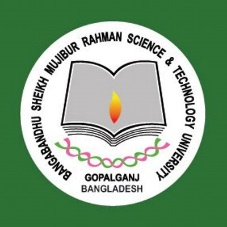 BANGABANDHU SHEIKH MUJIBUR RAHMAN SCIENCE & TECHNOLOGY UNIVERSITY
GOPALGANJ
BANGLADESH